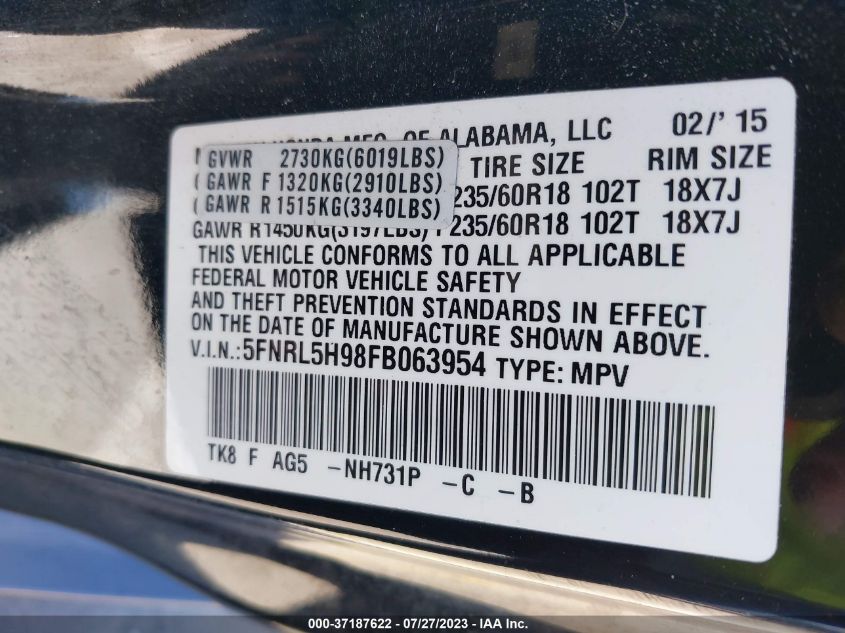 MFG. OF ALABAMA, LLC 02/' 15
GVWR 2730KG(6019LBS) TIRE SIZE RIM SIZE
( GAWR F 1320KG(2910LBS) 235/60R18 102T 18X7J
( GAWR R 1515KG(3340LBS) 235/60R18 102T 18X7J
GAWR R1450KG(3197LBS)
THIS VEHICLE CONFORMS TO ALL APPLICABLE
FEDERAL MOTOR VEHICLE SAFETY
AND THEFT PREVENTION STANDARDS IN EFFECT
ON THE DATE OF MANUFACTURE SHOWN ABOVE.
V.I.N.:5FNRL5H98FB063954 TYPE: MPV
TK8 F AG5 -NH731P -C -B
000-37187622 / 07/27/2023 - © IAA Inc.